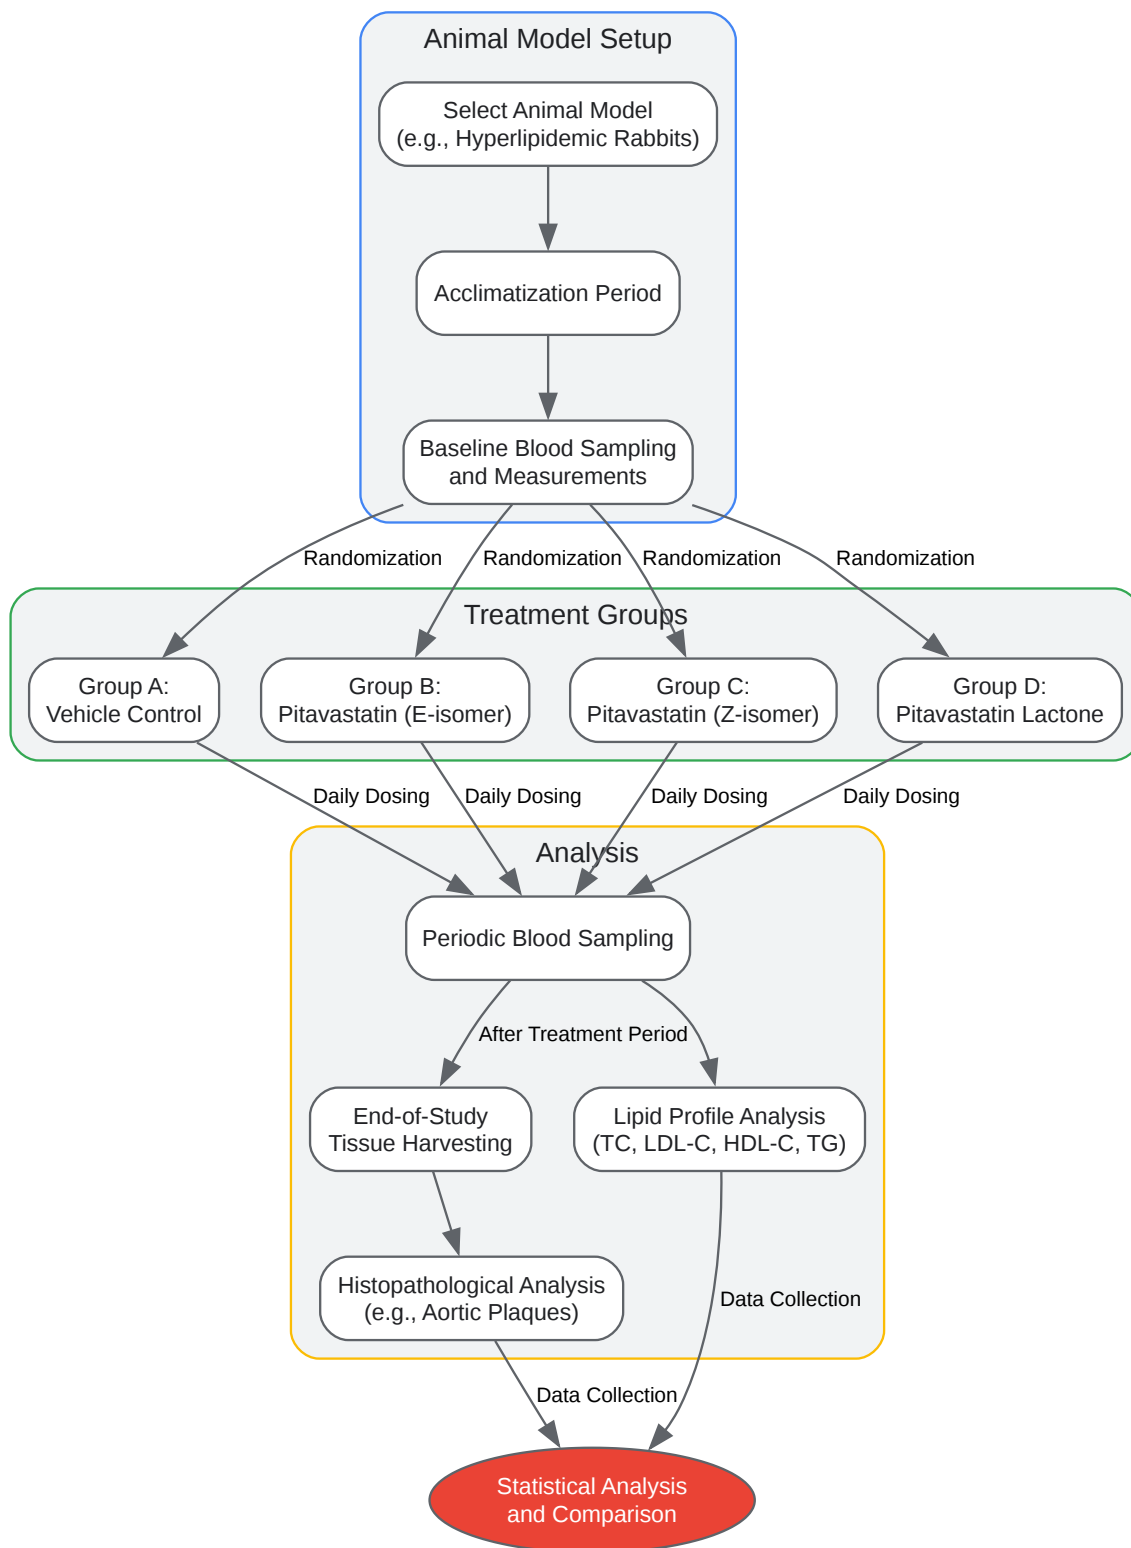 Animal Model Setup
Select Animal Model
(e.g., Hyperlipidemic Rabbits)
Acclimatization Period
Baseline Blood Sampling
and Measurements
Randomization
Randomization
Randomization
Randomization
Treatment Groups
Group A:
Vehicle Control
Group B:
Pitavastatin (E-isomer)
Group C:
Pitavastatin (Z-isomer)
Group D:
Pitavastatin Lactone
Daily Dosing
Daily Dosing
Daily Dosing
Daily Dosing
Analysis
Periodic Blood Sampling
After Treatment Period
End-of-Study
Tissue Harvesting
Lipid Profile Analysis
(TC, LDL-C, HDL-C, TG)
Histopathological Analysis
(e.g., Aortic Plaques)
Data Collection
Data Collection
Statistical Analysis
and Comparison